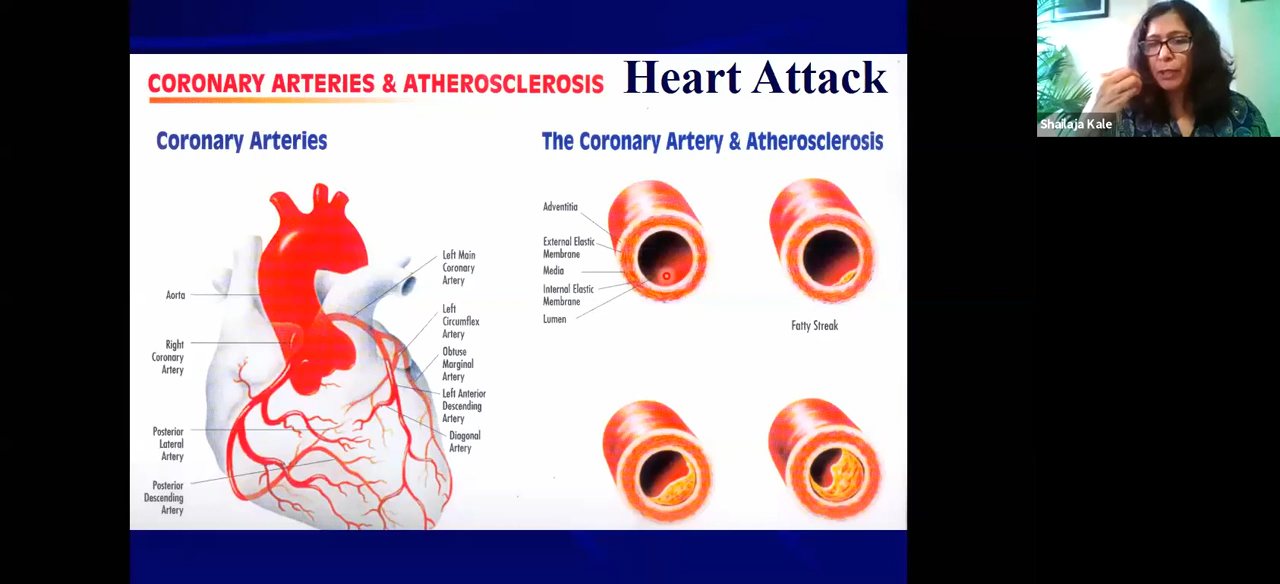 CORONARY ARTERIES & ATHEROSCLEROSIS
Heart Attack
Coronary Arteries
The Coronary Artery & Atherosclerosis
Aorta
Right
Coronary
Artery
Posterior
Lateral
Artery
Posterior
Descending
Artery
Left Main
Coronary
Artery
Left
Circumflex
Artery
Obtuse
Marginal
Artery
Left Anterior
Descending
Artery
Diagonal
Artery
Adventitia
External Elastic
Membrane
Media
Internal Elastic
Membrane
Lumen
Fatty Streak
Shailaja Kale